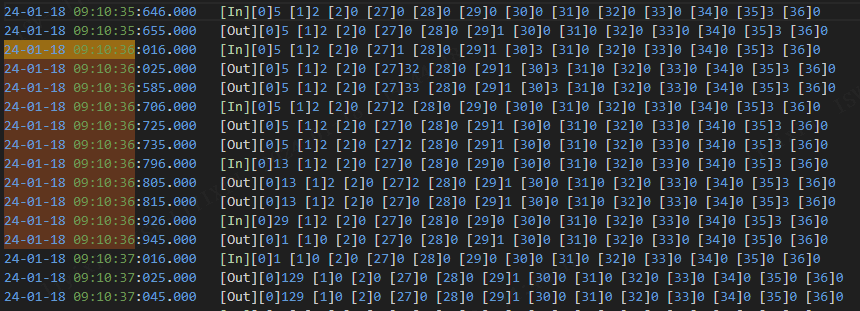 24-01-18 09:10:35:646.000 [In][0]5 [1]2 [2]0 [27]0 [28]0 [29]0 [30]0 [31]0 [32]0 [33]0 [34]0 [35]3 [36]0
24-01-18 09:10:35:655.000 [Out][0]5 [1]2 [2]0 [27]0 [28]0 [29]1 [30]0 [31]0 [32]0 [33]0 [34]0 [35]3 [36]0
24-01-18 09:10:36:016.000 [In][0]5 [1]2 [2]0 [27]1 [28]0 [29]0 [30]3 [31]0 [32]0 [33]0 [34]0 [35]3 [36]0
24-01-18 09:10:36:025.000 [Out][0]5 [1]2 [2]0 [27]32 [28]0 [29]1 [30]3 [31]0 [32]0 [33]0 [34]0 [35]3 [36]0
24-01-18 09:10:36:585.000 [Out][0]5 [1]2 [2]0 [27]33 [28]0 [29]1 [30]3 [31]0 [32]0 [33]0 [34]0 [35]3 [36]0
24-01-18 09:10:36:706.000 [In][0]5 [1]2 [2]0 [27]2 [28]0 [29]0 [30]0 [31]0 [32]0 [33]0 [34]0 [35]3 [36]0
24-01-18 09:10:36:725.000 [Out][0]5 [1]2 [2]0 [27]0 [28]0 [29]1 [30]0 [31]0 [32]0 [33]0 [34]0 [35]3 [36]0
24-01-18 09:10:36:735.000 [Out][0]5 [1]2 [2]0 [27]2 [28]0 [29]1 [30]0 [31]0 [32]0 [33]0 [34]0 [35]3 [36]0
24-01-18 09:10:36:796.000 [In][0]13 [1]2 [2]0 [27]0 [28]0 [29]0 [30]0 [31]0 [32]0 [33]0 [34]0 [35]3 [36]0
24-01-18 09:10:36:805.000 [Out][0]13 [1]2 [2]0 [27]2 [28]0 [29]1 [30]0 [31]0 [32]0 [33]0 [34]0 [35]3 [36]0
24-01-18 09:10:36:815.000 [Out][0]13 [1]2 [2]0 [27]0 [28]0 [29]1 [30]0 [31]0 [32]0 [33]0 [34]0 [35]3 [36]0
24-01-18 09:10:36:926.000 [In][0]29 [1]2 [2]0 [27]0 [28]0 [29]0 [30]0 [31]0 [32]0 [33]0 [34]0 [35]3 [36]0
24-01-18 09:10:36:945.000 [Out][0]1 [1]0 [2]0 [27]0 [28]0 [29]1 [30]0 [31]0 [32]0 [33]0 [34]0 [35]3 [36]0
24-01-18 09:10:37:016.000 [In][0]1 [1]0 [2]0 [27]0 [28]0 [29]0 [30]0 [31]0 [32]0 [33]0 [34]0 [35]0 [36]0
24-01-18 09:10:37:025.000 [Out][0]129 [1]0 [2]0 [27]0 [28]0 [29]1 [30]0 [31]0 [32]0 [33]0 [34]0 [35]0 [36]0
24-01-18 09:10:37:045.000 [Out][0]129 [1]0 [2]0 [27]0 [28]0 [29]1 [30]0 [31]0 [32]0 [33]0 [34]0 [35]0 [36]0